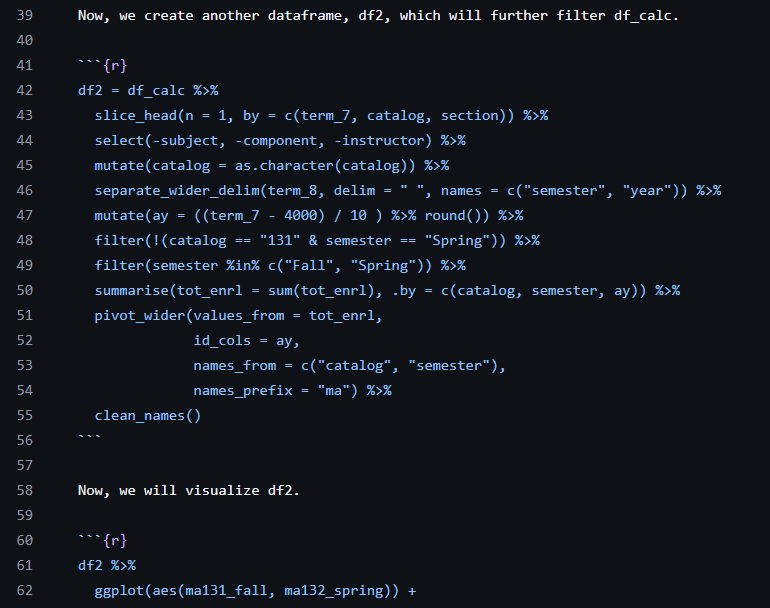 39 Now, we create another dataframe, df2, which will further filter df_calc.
40
41 ```{r}
42 df2 = df_calc %>%
43   slice_head(n = 1, by = c(term_7, catalog, section)) %>%
44   select(-subject, -component, -instructor) %>%
45   mutate(catalog = as.character(catalog)) %>%
46   separate_wider_delim(term_8, delim = " ", names = c("semester", "year")) %>%
47   mutate(ay = ((term_7 - 4000) / 10 ) %>% round()) %>%
48   filter(!(catalog == "131" & semester == "Spring")) %>%
49   filter(semester %in% c("Fall", "Spring")) %>%
50   summarise(tot_enrl = sum(tot_enrl), .by = c(catalog, semester, ay)) %>%
51   pivot_wider(values_from = tot_enrl,
52               id_cols = ay,
53               names_from = c("catalog", "semester"),
54               names_prefix = "ma") %>%
55   clean_names()
56 ```
57
58 Now, we will visualize df2.
59
60 ```{r}
61 df2 %>%
62   ggplot(aes(ma131_fall, ma132_spring)) +